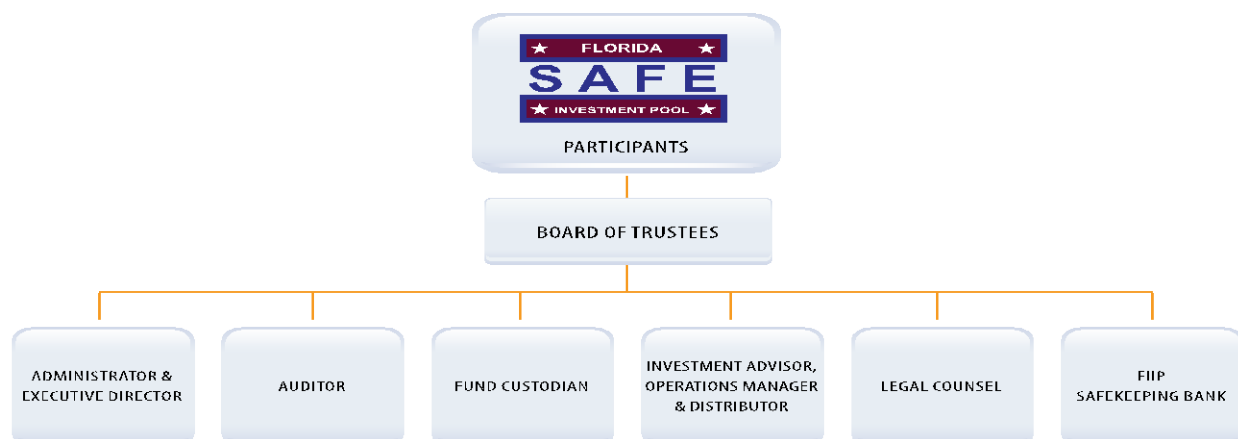 FLORIDA
SAFE
INVESTMENT POOL
PARTICIPANTS
BOARD OF TRUSTEES
ADMINISTRATOR &
EXECUTIVE DIRECTOR
AUDITOR
FUND CUSTODIAN
INVESTMENT ADVISOR,
OPERATIONS MANAGER
& DISTRIBUTOR
LEGAL COUNSEL
FIIP
SAFEKEEPING BANK